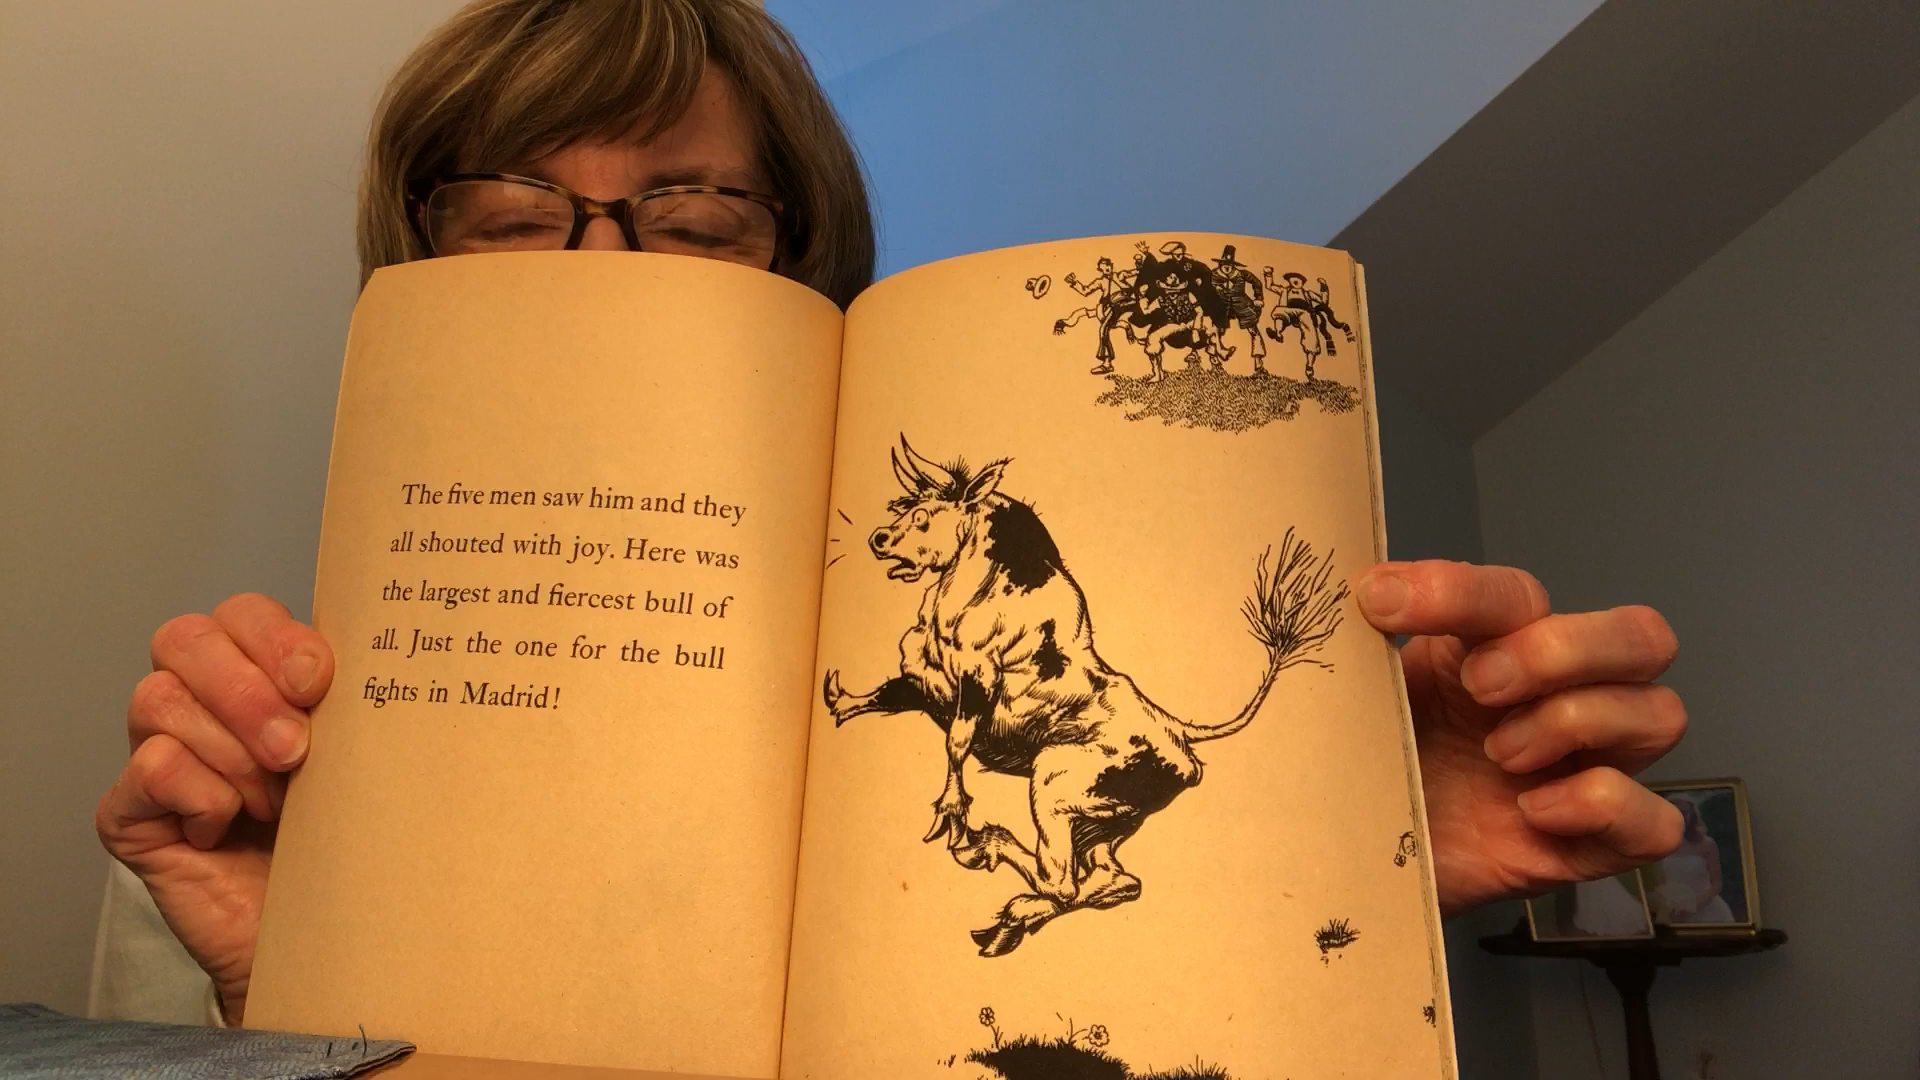 The five men saw him and they
all shouted with joy. Here was
the largest and fiercest bull of
all. Just the one for the bull
fights in Madrid!